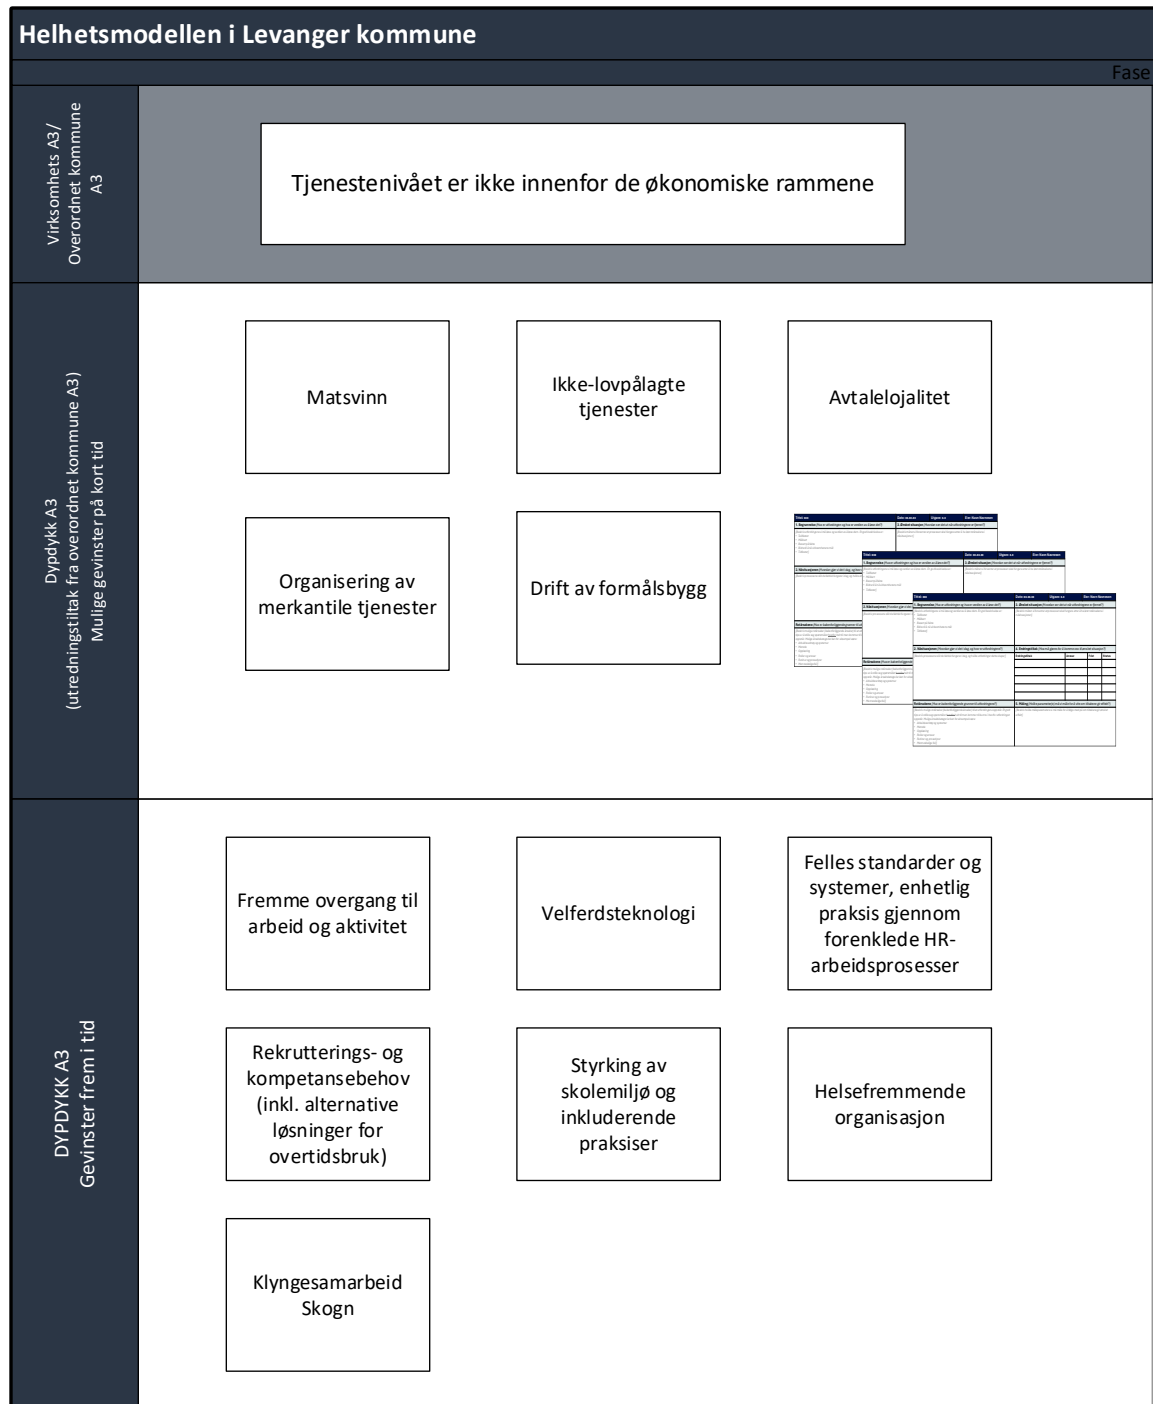 Helhetsmodellen i Levanger kommune
Fase
Virksomhets A3/
Overordnet kommune
A3
Tjenestenivået er ikke innenfor de økonomiske rammene
Dypdykk A3
(utredningstiltak fra overordnet kommune A3)
Mulige gevinster på kort tid
Matsvinn
Ikke-lovpålagte
tjenester
Avtalelojalitet
Organisering av
merkantile tjenester
Drift av formålsbygg
DYPDYKK A3
Gevinster frem i tid
Fremme overgang til
arbeid og aktivitet
Velferdsteknologi
Felles standarder og
systemer, enhetlig
praksis gjennom
forenklede HR-
arbeidsprosesser
Rekrutterings- og
kompetansebehov
(inkl. alternative
løsninger for
overtidsbruk)
Styrking av
skolemiljø og
inkluderende
praksiser
Helsefremmende
organisasjon
Klyngesamarbeid
Skogn